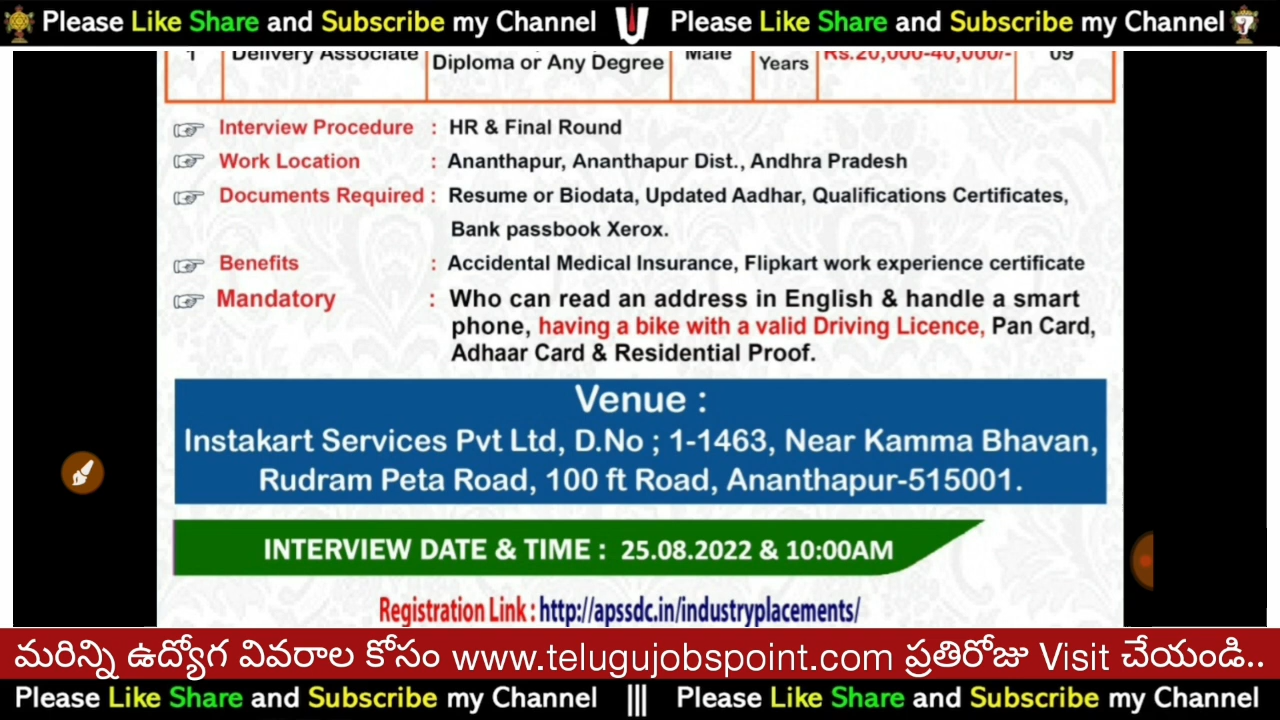 Please Like Share and Subscribe my Channel Please Like Share and Subscribe my Channel
1 Delivery Associate Diploma or Any Degree Male Years Rs.20,000-40,000/- 09
Interview Procedure : HR & Final Round
Work Location : Ananthapur, Ananthapur Dist., Andhra Pradesh
Documents Required : Resume or Biodata, Updated Aadhar, Qualifications Certificates,
Bank passbook Xerox.
Benefits : Accidental Medical Insurance, Flipkart work experience certificate
Mandatory : Who can read an address in English & handle a smart
phone, having a bike with a valid Driving Licence, Pan Card,
Adhaar Card & Residential Proof.
Venue :
Instakart Services Pvt Ltd, D.No ; 1-1463, Near Kamma Bhavan,
Rudram Peta Road, 100 ft Road, Ananthapur-515001.
INTERVIEW DATE & TIME : 25.08.2022 & 10:00AM
Registration Link : http://apssdc.in/industryplacements/
మరిన్ని ఉద్యోగ వివరాల కోసం www.telugujobspoint.com ప్రతిరోజు Visit చేయండి..
Please Like Share and Subscribe my Channel ||| Please Like Share and Subscribe my Channel